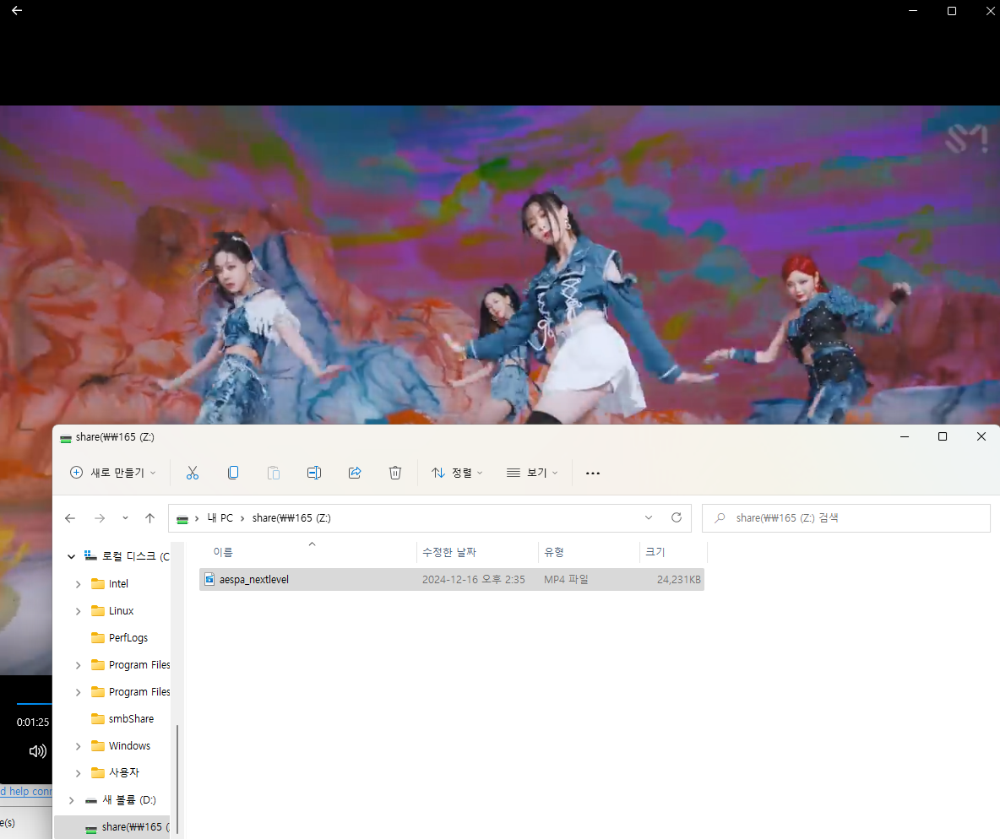 SM!
share(₩₩165 (Z:)
새로 만들기
정렬
보기
내 PC
share(₩₩165 (Z:)
share(₩₩165 (Z:) 검색
이름
수정한 날짜
유형
크기
aespa_nextlevel
2024-12-16 오후 2:35
MP4 파일
24,231KB
로컬 디스크 (C
Intel
Linux
PerfLogs
Program Files
Program Files
smbShare
Windows
사용자
새 볼륨 (D:)
share(₩₩165 (
0:01:25
d help conn
e(s)